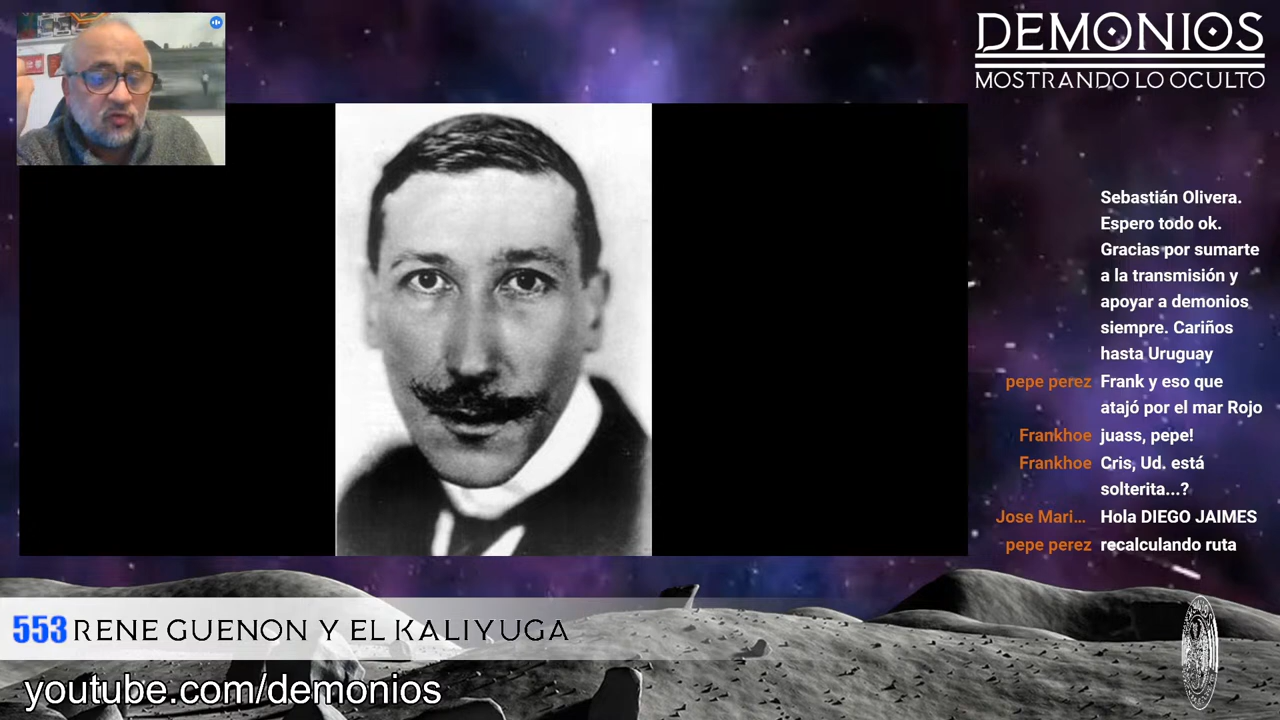 DEMONIOS
MOSTRANDO LO OCULTO
Sebastián Olivera.
Espero todo ok.
Gracias por sumarte
a la transmisión y
apoyar a demonios
siempre. Cariños
hasta Uruguay
pepe perez Frank y eso que
atajó por el mar Rojo
Frankhoe juass, pepe!
Frankhoe Cris, Ud. está
solterita...?
Jose Mari... Hola DIEGO JAIMES
pepe perez recalculando ruta
553 RENE GUENON Y EL KALIYUGA
youtube.com/demonios